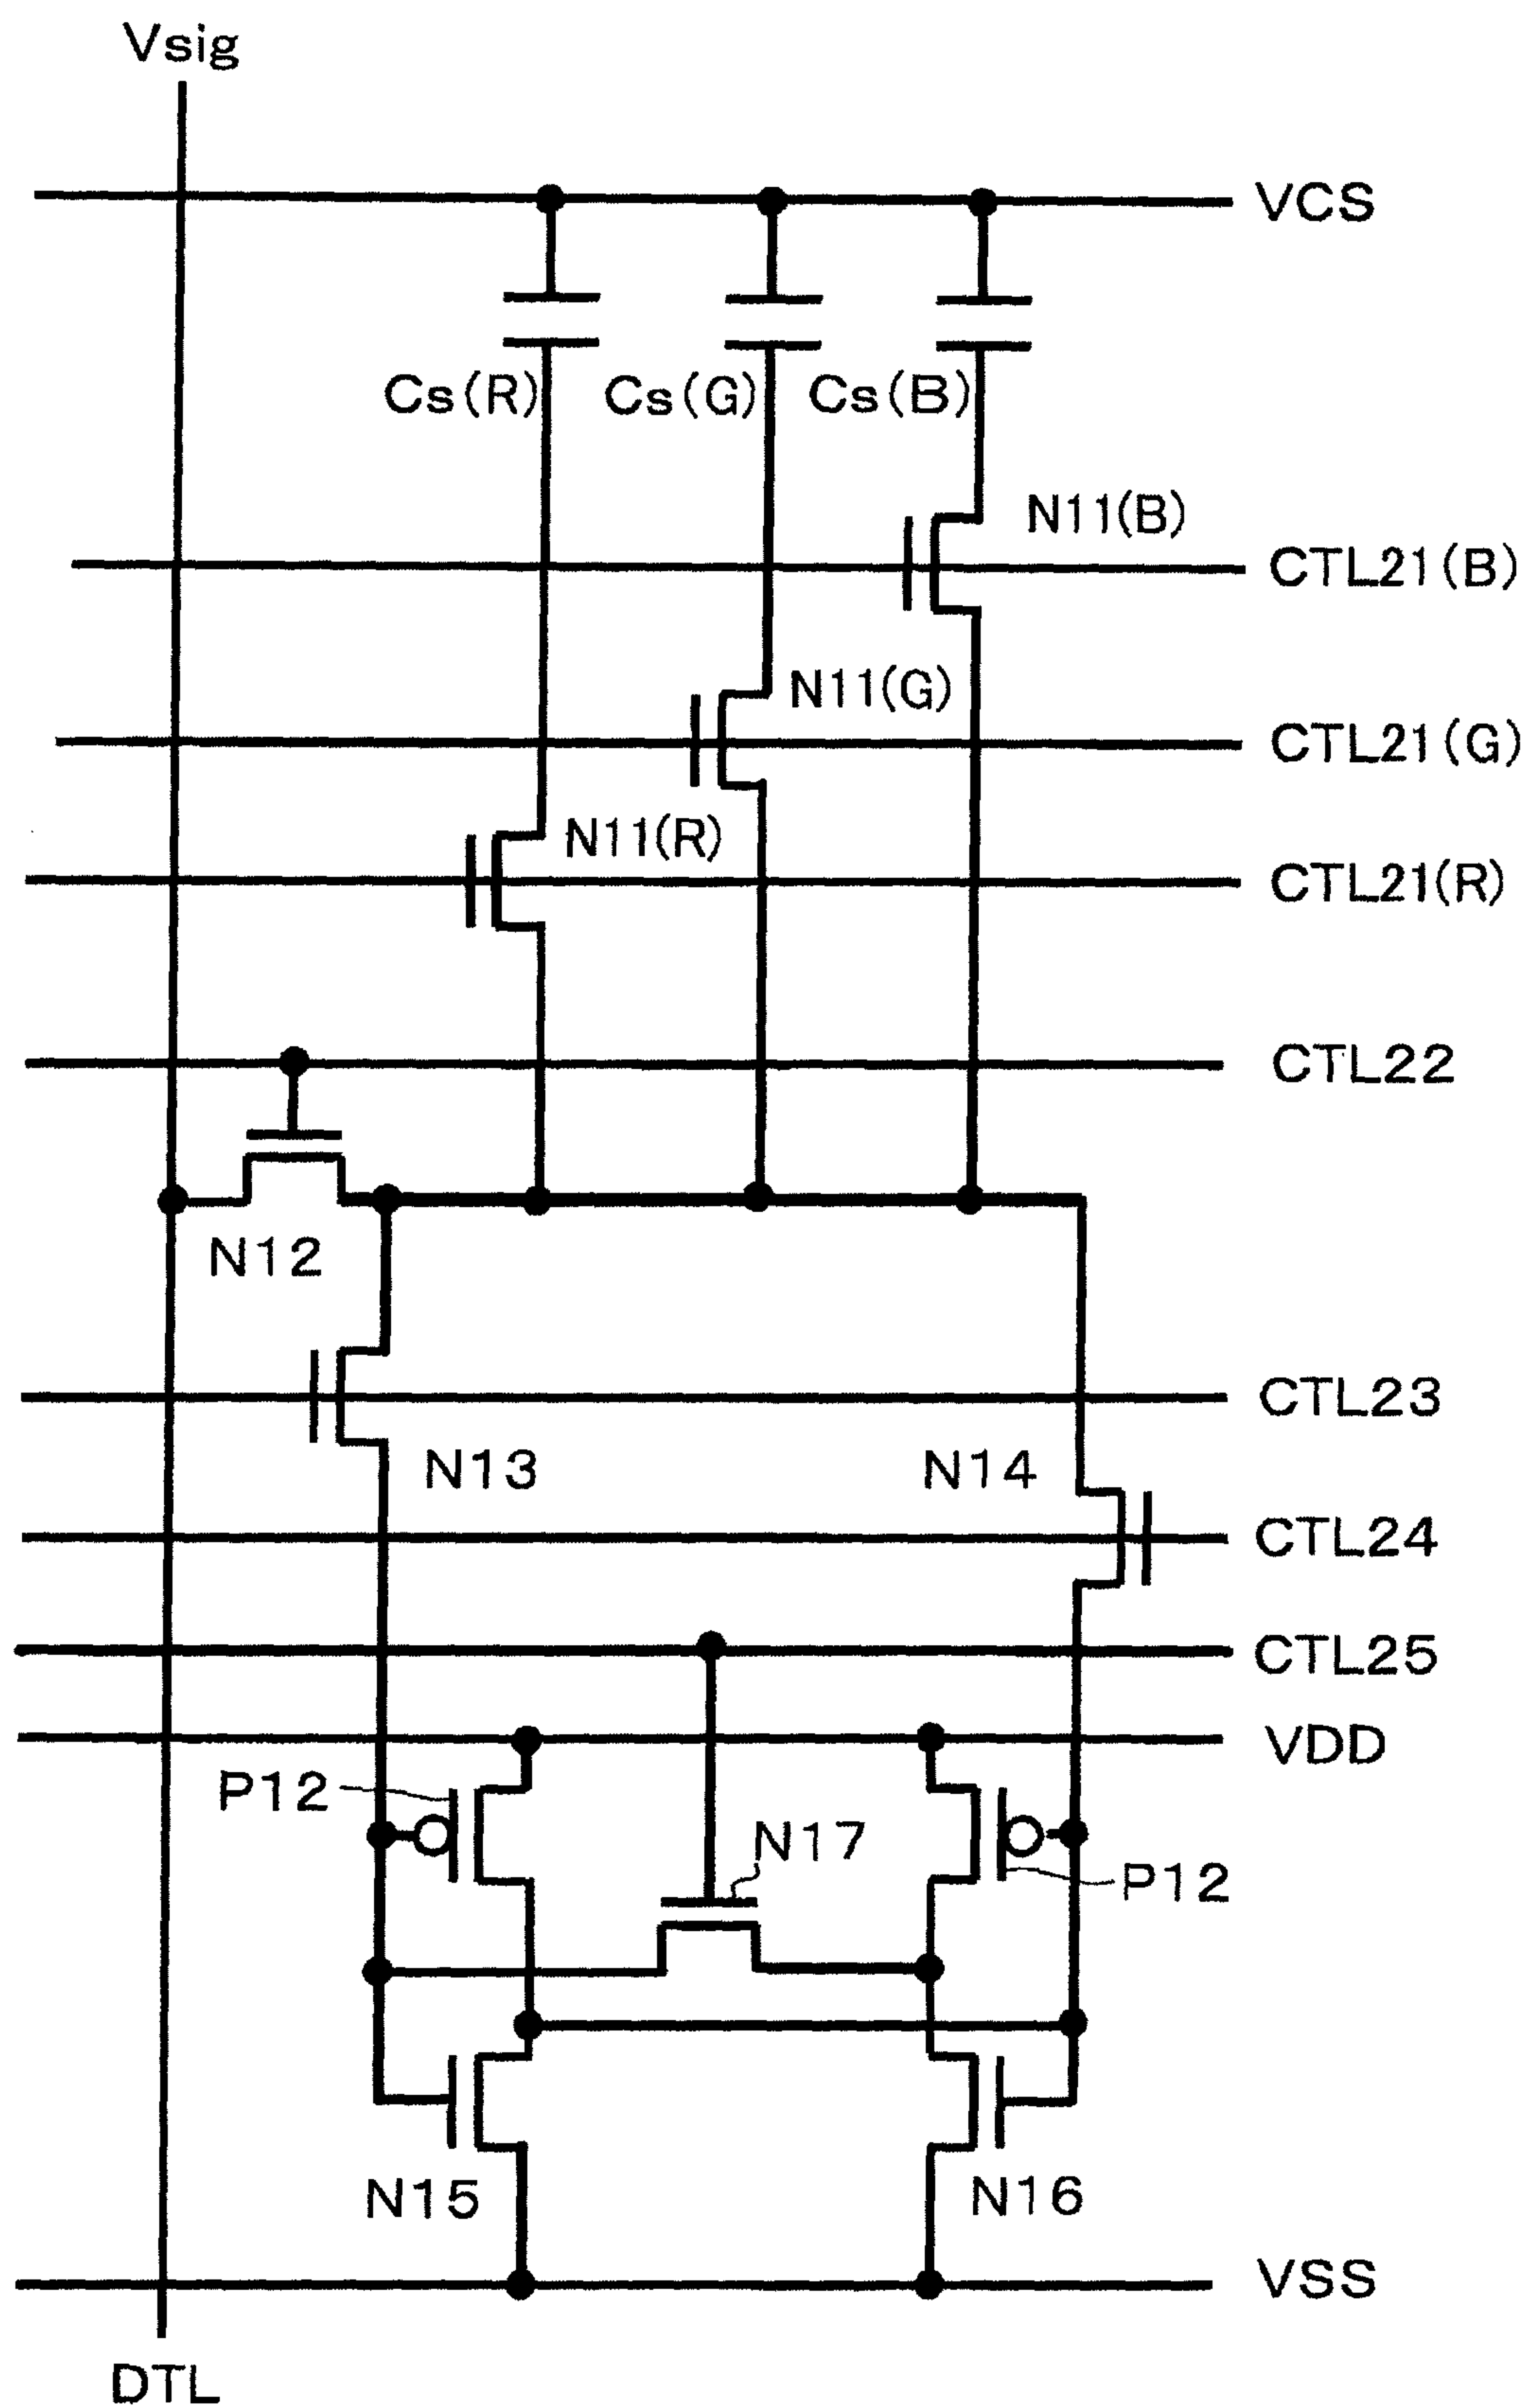 Vsig
VCS
Cs(R)
Cs(G)
Cs(B)
N11(B)
CTL21(B)
N11(G)
CTL21(G)
N11(R)
CTL21(R)
CTL22
N12
CTL23
N13
N14
CTL24
CTL25
VDD
P12
N17
P12
N15
N16
VSS
DTL